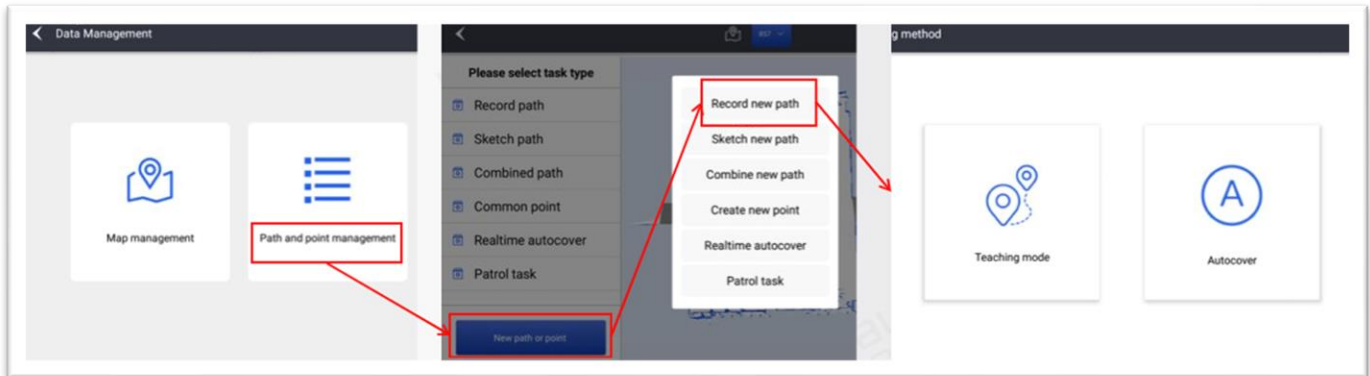 Data Management
Map management
Path and point management
Please select task type
Record path
Sketch path
Combined path
Common point
Realtime autocover
Patrol task
New path or point
Record new path
Sketch new path
Combine new path
Create new point
Realtime autocover
Patrol task
g method
Teaching mode
A
Autocover